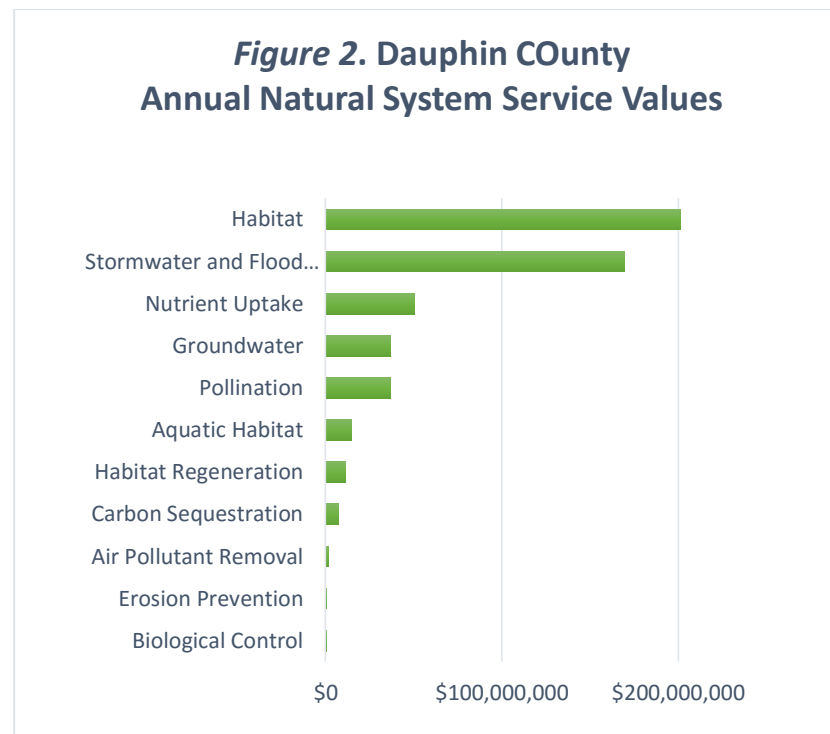 Figure 2. Dauphin COunty
Annual Natural System Service Values
Habitat
Stormwater and Flood...
Nutrient Uptake
Groundwater
Pollination
Aquatic Habitat
Habitat Regeneration
Carbon Sequestration
Air Pollutant Removal
Erosion Prevention
Biological Control
$0 $100,000,000 $200,000,000